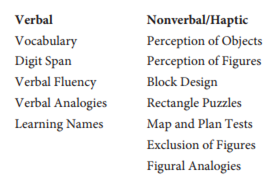 Verbal Nonverbal/Haptic
Vocabulary Perception of Objects
Digit Span Perception of Figures
Verbal Fluency Block Design
Verbal Analogies Rectangle Puzzles
Learning Names Map and Plan Tests
Exclusion of Figures
Figural Analogies